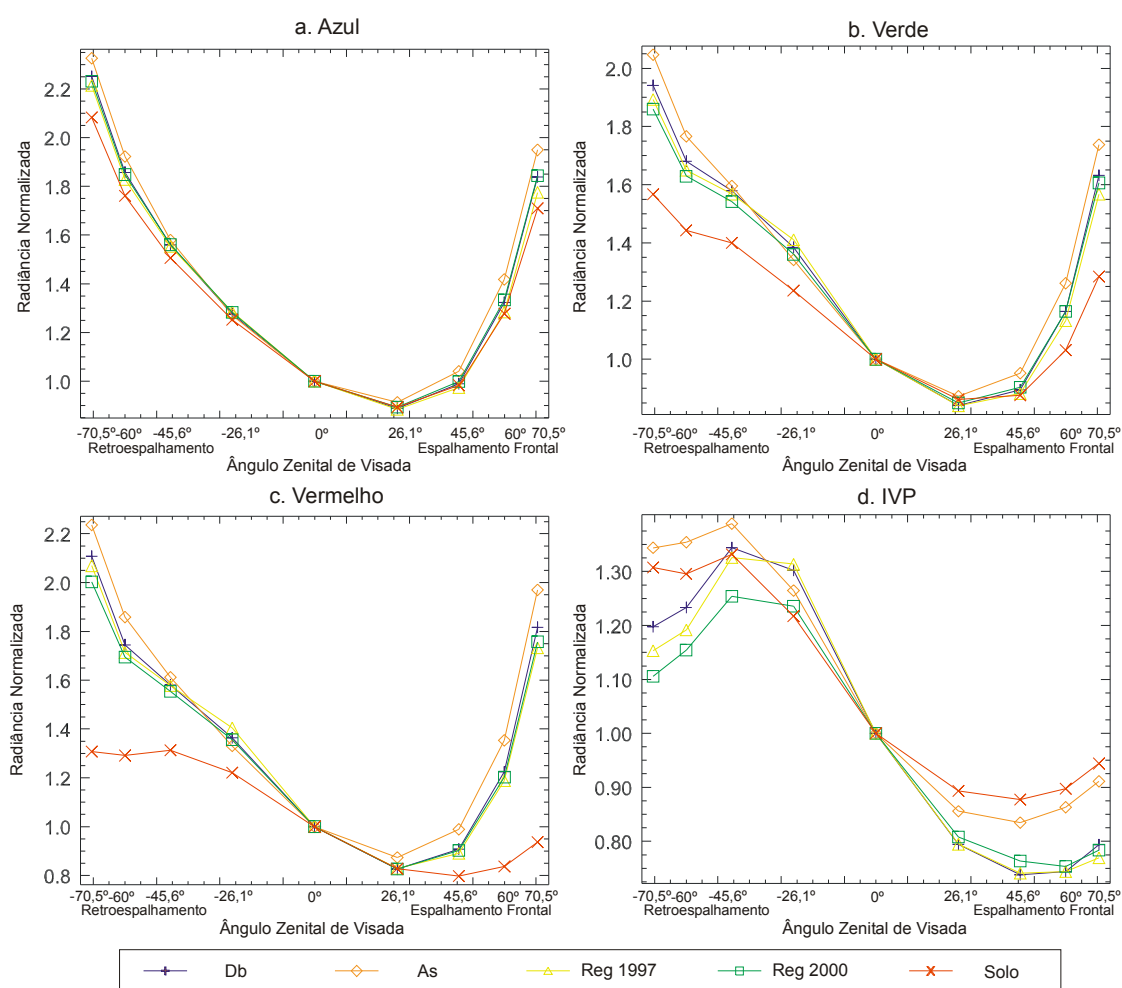 a. Azul
2.2
2.0
1.8
1.6
1.4
1.2
1.0
Radiância Normalizada
-70,5º -60º -45,6º -26,1º 0º 26,1º 45,6º 60º 70,5º
Retroespalhamento Espalhamento Frontal
Ângulo Zenital de Visada
b. Verde
2.0
1.8
1.6
1.4
1.2
1.0
Radiância Normalizada
-70,5º -60º -45,6º -26,1º 0º 26,1º 45,6º 60º 70,5º
Retroespalhamento Espalhamento Frontal
Ângulo Zenital de Visada
c. Vermelho
2.2
2.0
1.8
1.6
1.4
1.2
1.0
0.8
Radiância Normalizada
-70,5º -60º -45,6º -26,1º 0º 26,1º 45,6º 60º 70,5º
Retroespalhamento Espalhamento Frontal
Ângulo Zenital de Visada
d. IVP
1.30
1.20
1.10
1.00
0.90
0.80
Radiância Normalizada
-70,5º -60º -45,6º -26,1º 0º 26,1º 45,6º 60º 70,5º
Retroespalhamento Espalhamento Frontal
Ângulo Zenital de Visada
Db As Reg 1997 Reg 2000 Solo